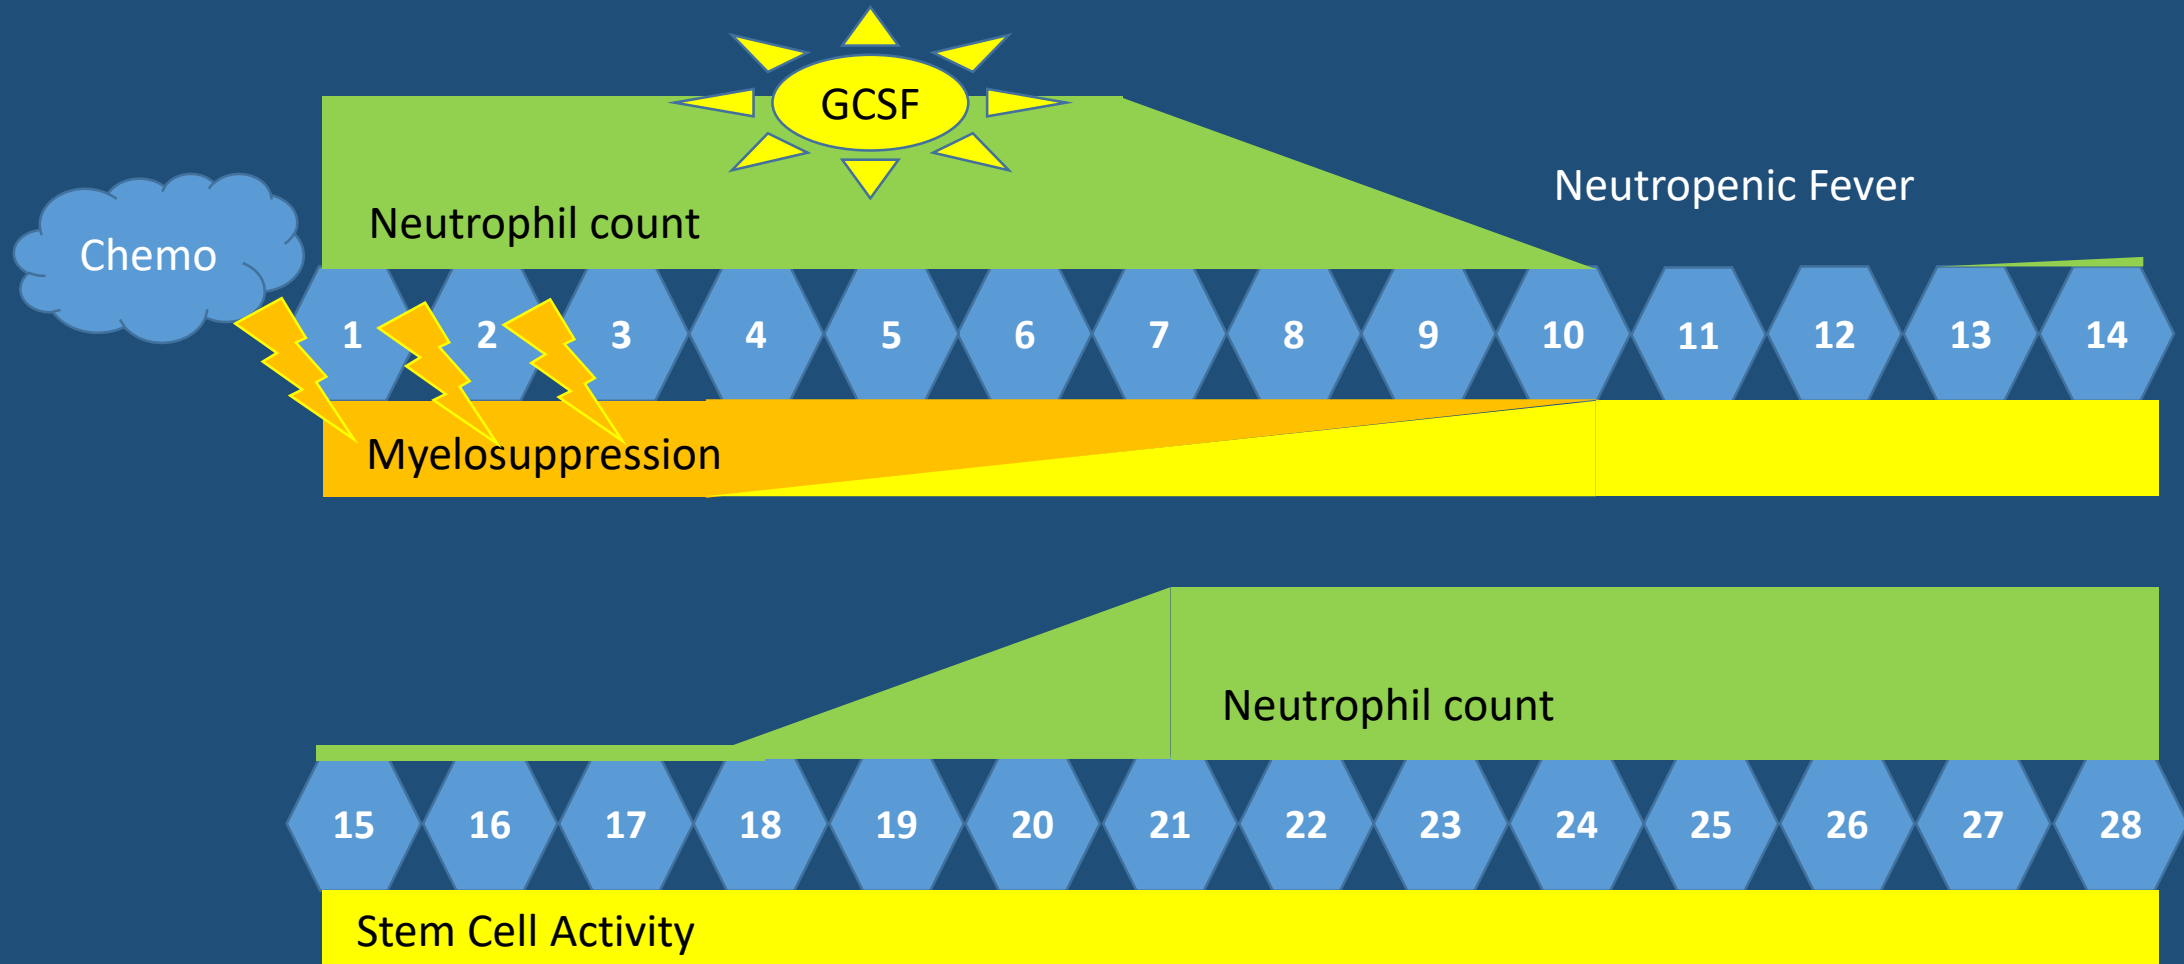 GCSF
Neutropenic Fever
Neutrophil count
Chemo
1 2 3 4 5 6 7 8 9 10 11 12 13 14
Myelosuppression
Neutrophil count
15 16 17 18 19 20 21 22 23 24 25 26 27 28
Stem Cell Activity